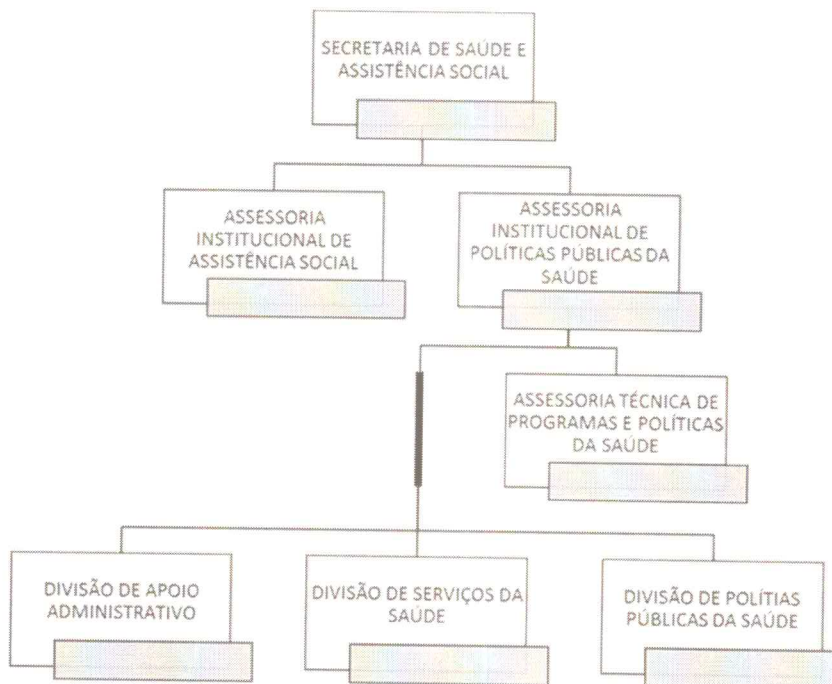 SECRETARIA DE SAÚDE E
ASSISTÊNCIA SOCIAL
ASSESSORIA
INSTITUCIONAL DE
ASSISTÊNCIA SOCIAL
ASSESSORIA
INSTITUCIONAL DE
POLÍTICAS PÚBLICAS DA
SAÚDE
ASSESSORIA TÉCNICA DE
PROGRAMAS E POLÍTICAS
DA SAÚDE
DIVISÃO DE APOIO
ADMINISTRATIVO
DIVISÃO DE SERVIÇOS DA
SAÚDE
DIVISÃO DE POLÍTIAS
PÚBLICAS DA SAÚDE